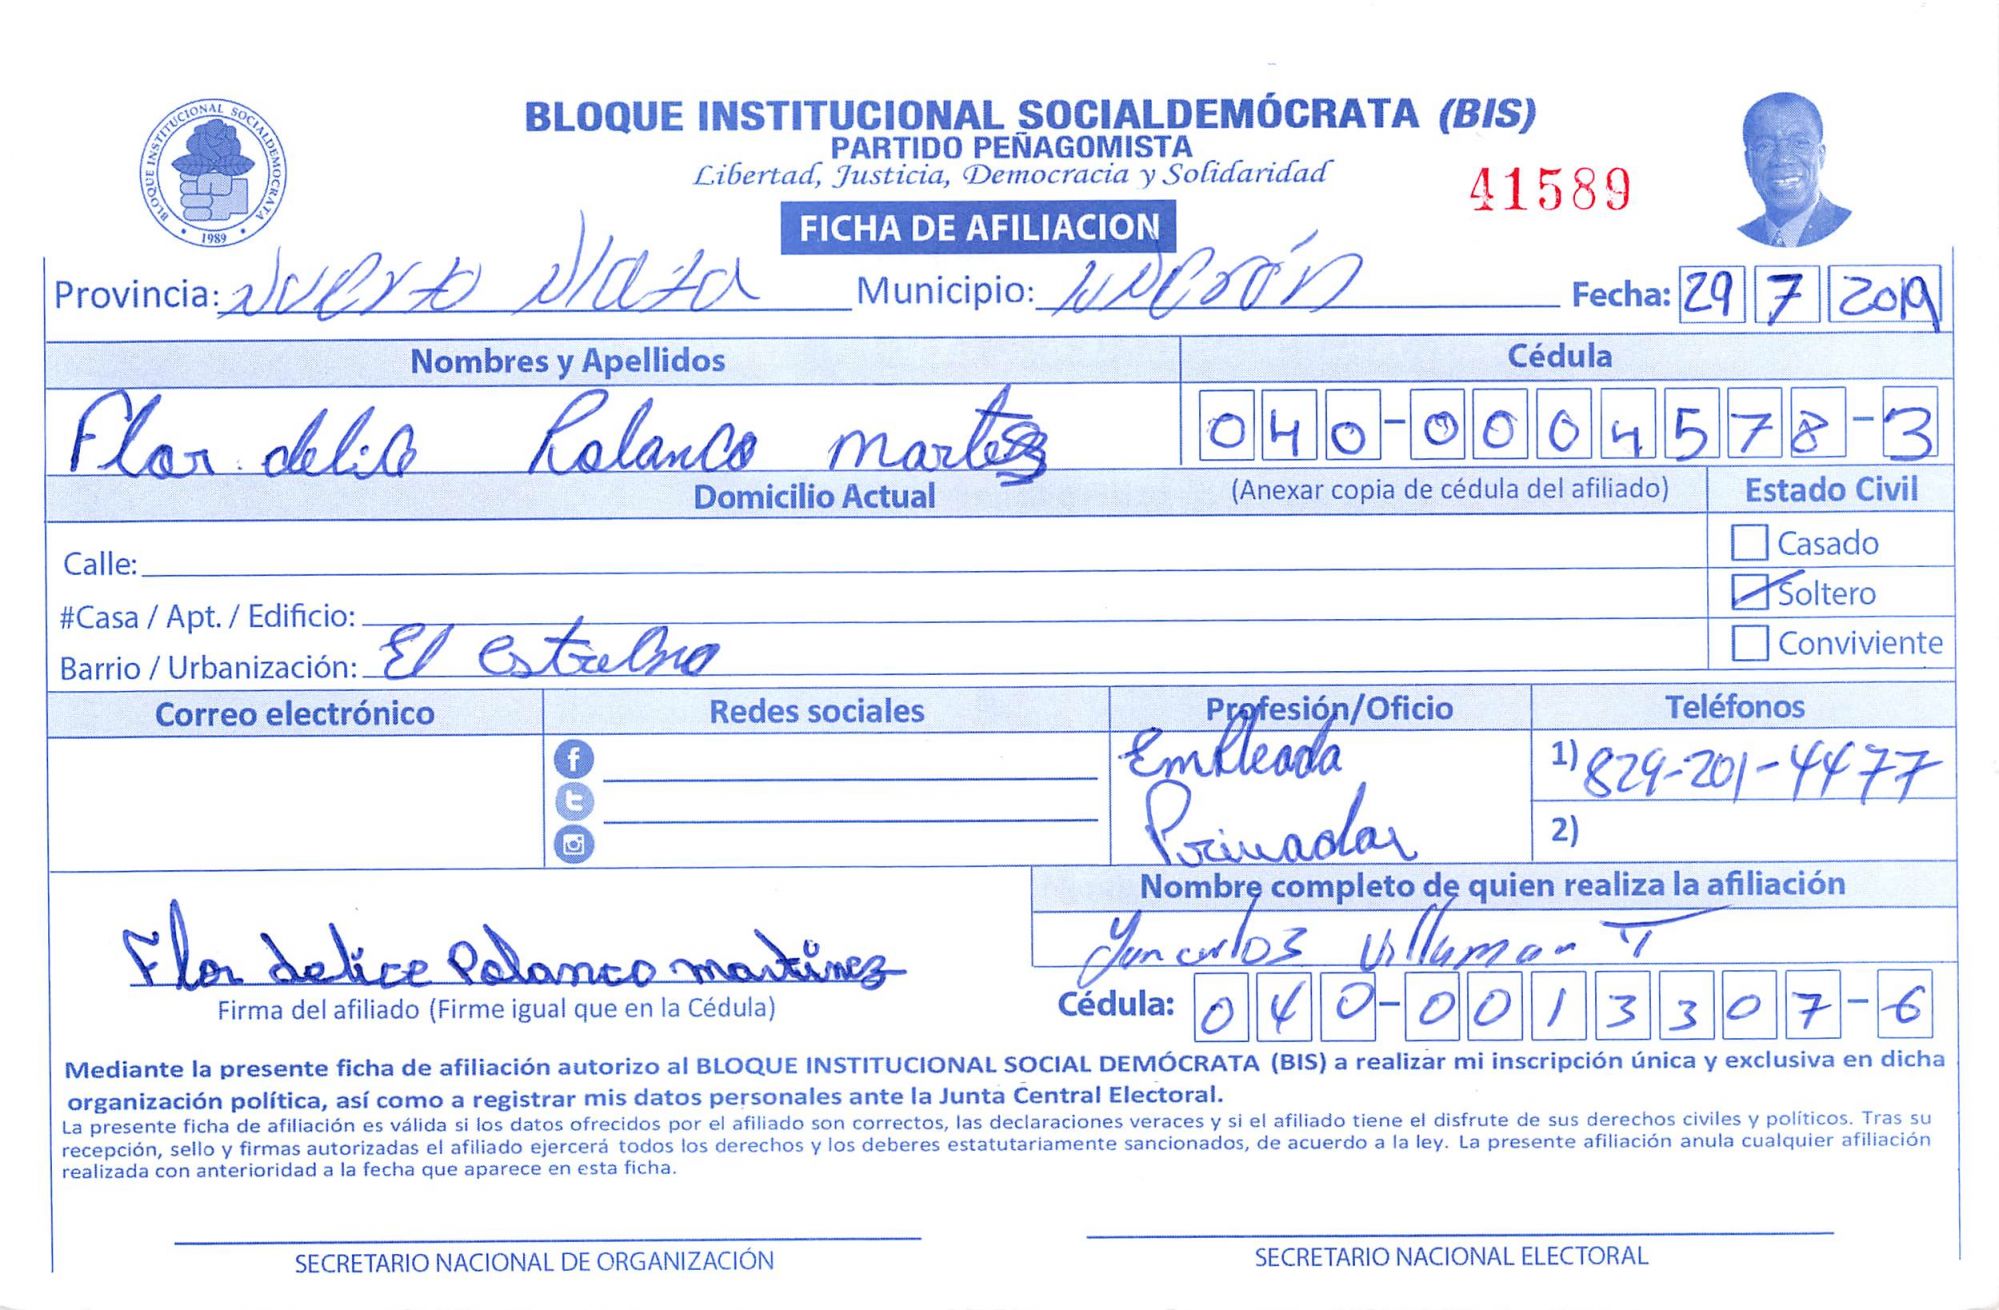 BLOQUE INSTITUCIONAL SOCIALDEMÓCRATA (BIS)
PARTIDO PEÑAGOMISTA
Libertad, Justicia, Democracia y Solidaridad
41589
BLOQUE INSTITUCIONAL SOCIALDEMOCRATA
1989
FICHA DE AFILIACION
Provincia: Puerto Plata Municipio: Fecha: 29 7 2019
Nombres y Apellidos Cédula
Flor delice Polanco martez 040-0004578-3
Domicilio Actual (Anexar copia de cédula del afiliado) Estado Civil
Calle: Casado
#Casa / Apt. / Edificio: Soltero
Barrio / Urbanización: El Conviviente
Correo electrónico Redes sociales Profesión/Oficio Teléfonos
Empleada 1) 829-201-4477
Privadar 2)
Nombre completo de quien realiza la afiliación
Yancarlos Villaman T
Flor delice Polanco martinez
Firma del afiliado (Firme igual que en la Cédula) Cédula: 040-0013307-6
Mediante la presente ficha de afiliación autorizo al BLOQUE INSTITUCIONAL SOCIAL DEMÓCRATA (BIS) a realizar mi inscripción única y exclusiva en dicha
organización política, así como a registrar mis datos personales ante la Junta Central Electoral.
La presente ficha de afiliación es válida si los datos ofrecidos por el afiliado son correctos, las declaraciones veraces y si el afiliado tiene el disfrute de sus derechos civiles y políticos. Tras su
recepción, sello y firmas autorizadas el afiliado ejercerá todos los derechos y los deberes estatutariamente sancionados, de acuerdo a la ley. La presente afiliación anula cualquier afiliación
realizada con anterioridad a la fecha que aparece en esta ficha.
SECRETARIO NACIONAL DE ORGANIZACIÓN SECRETARIO NACIONAL ELECTORAL